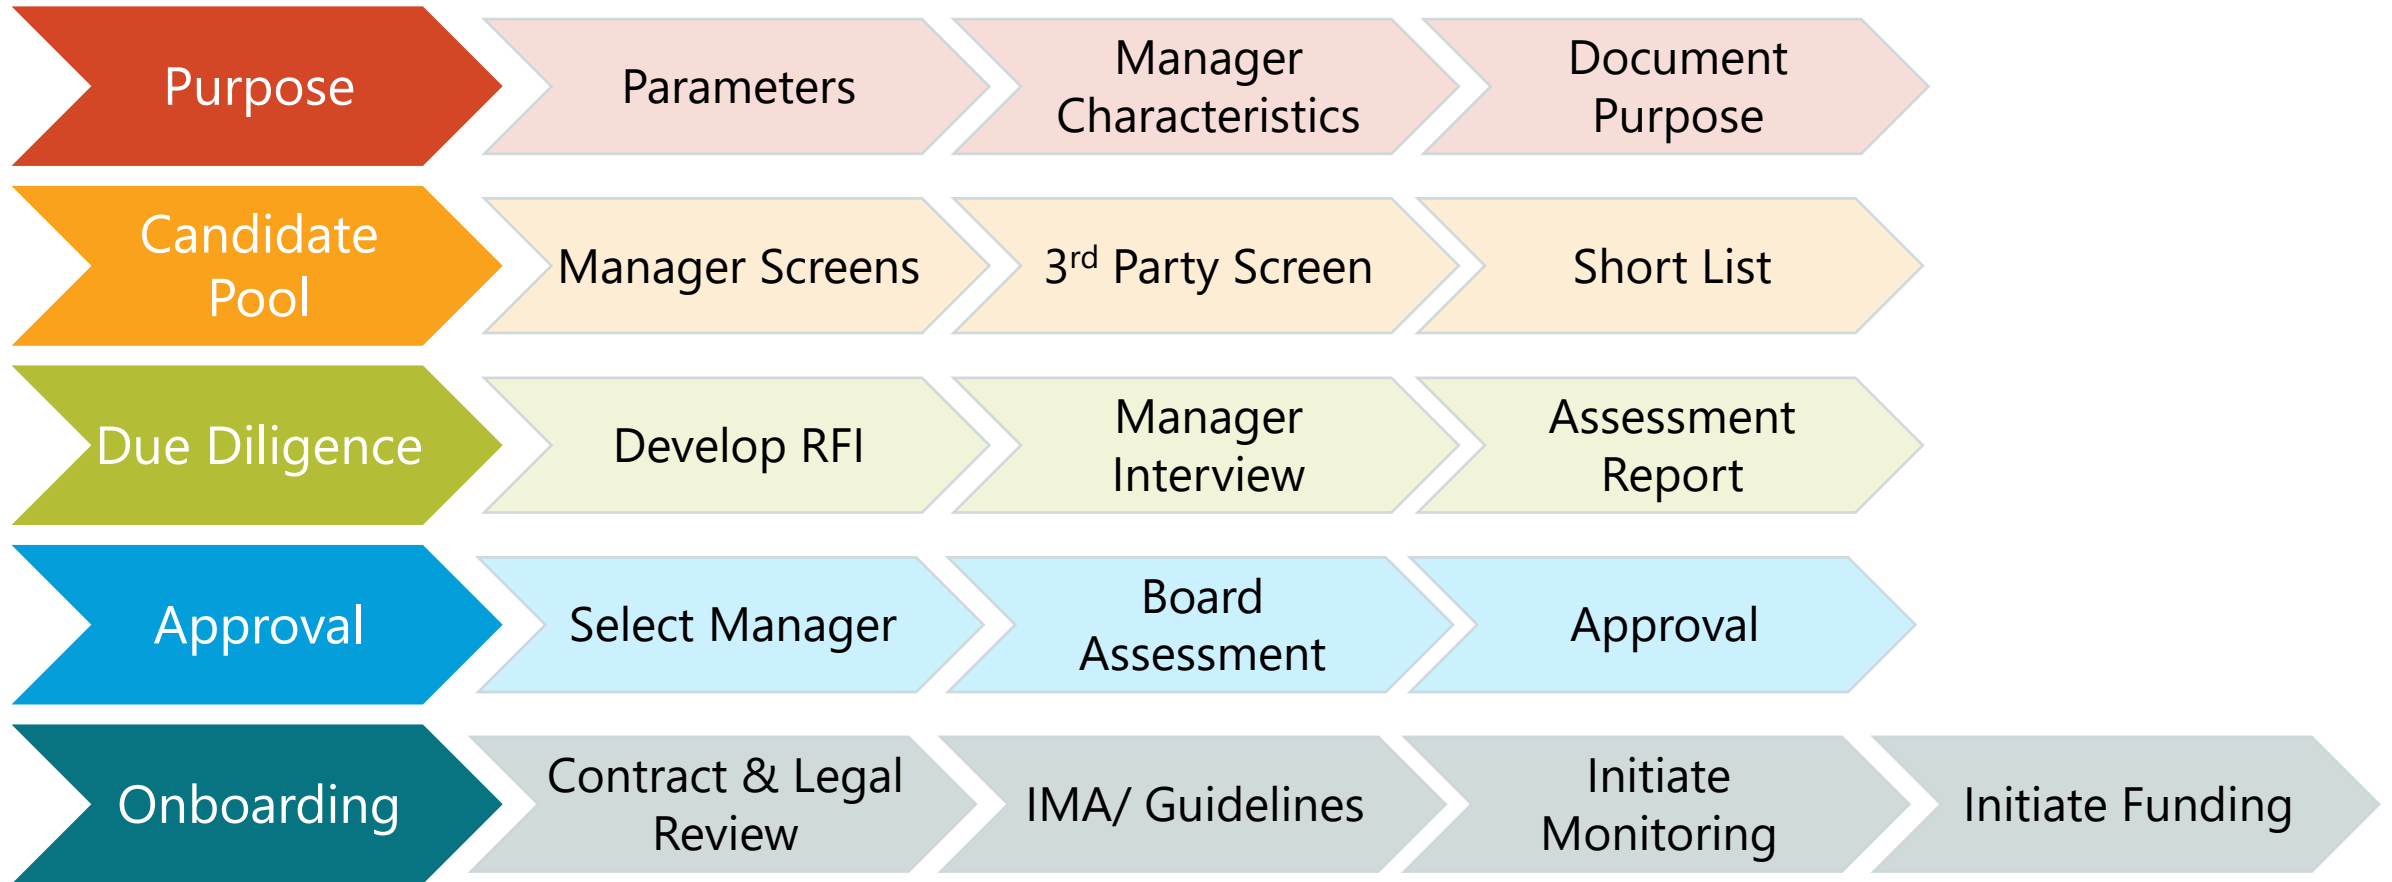 Purpose
Parameters
Manager
Characteristics
Document
Purpose
Candidate
Pool
Manager Screens
3rd Party Screen
Short List
Due Diligence
Develop RFI
Manager
Interview
Assessment
Report
Approval
Select Manager
Board
Assessment
Approval
Onboarding
Contract & Legal
Review
IMA/ Guidelines
Initiate
Monitoring
Initiate Funding